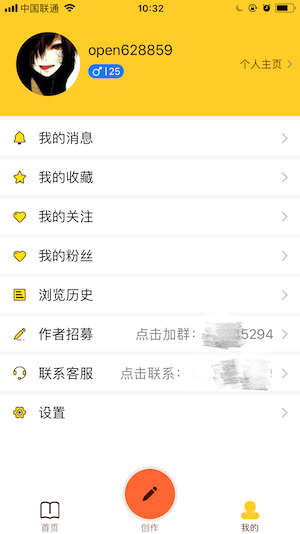 中国联通
10:32
open628859
25
个人主页
我的消息
我的收藏
我的关注
我的粉丝
浏览历史
作者招募 点击加群: 5294
联系客服 点击联系:
设置
首页 创作 我的